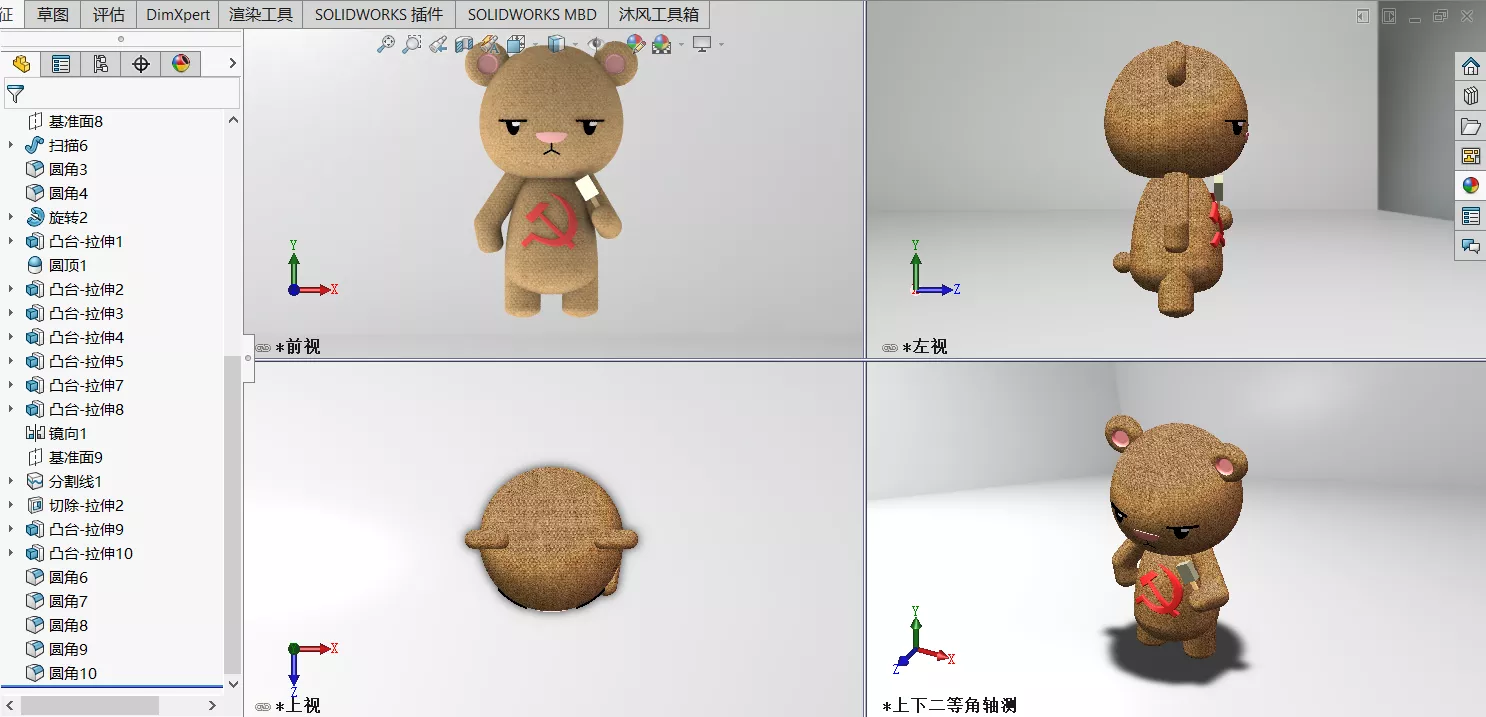 征 草图 评估 DimXpert 渲染工具 SOLIDWORKS 插件 SOLIDWORKS MBD 沐风工具箱
基准面8
扫描6
圆角3
圆角4
旋转2
凸台-拉伸1
圆顶1
凸台-拉伸2
凸台-拉伸3
凸台-拉伸4
凸台-拉伸5
凸台-拉伸7
凸台-拉伸8
镜向1
基准面9
分割线1
切除-拉伸2
凸台-拉伸9
凸台-拉伸10
圆角6
圆角7
圆角8
圆角9
圆角10
Y
X
*前视
Y
Z
*左视
X
Z
*上视
Y
X
Z
*上下二等角轴测